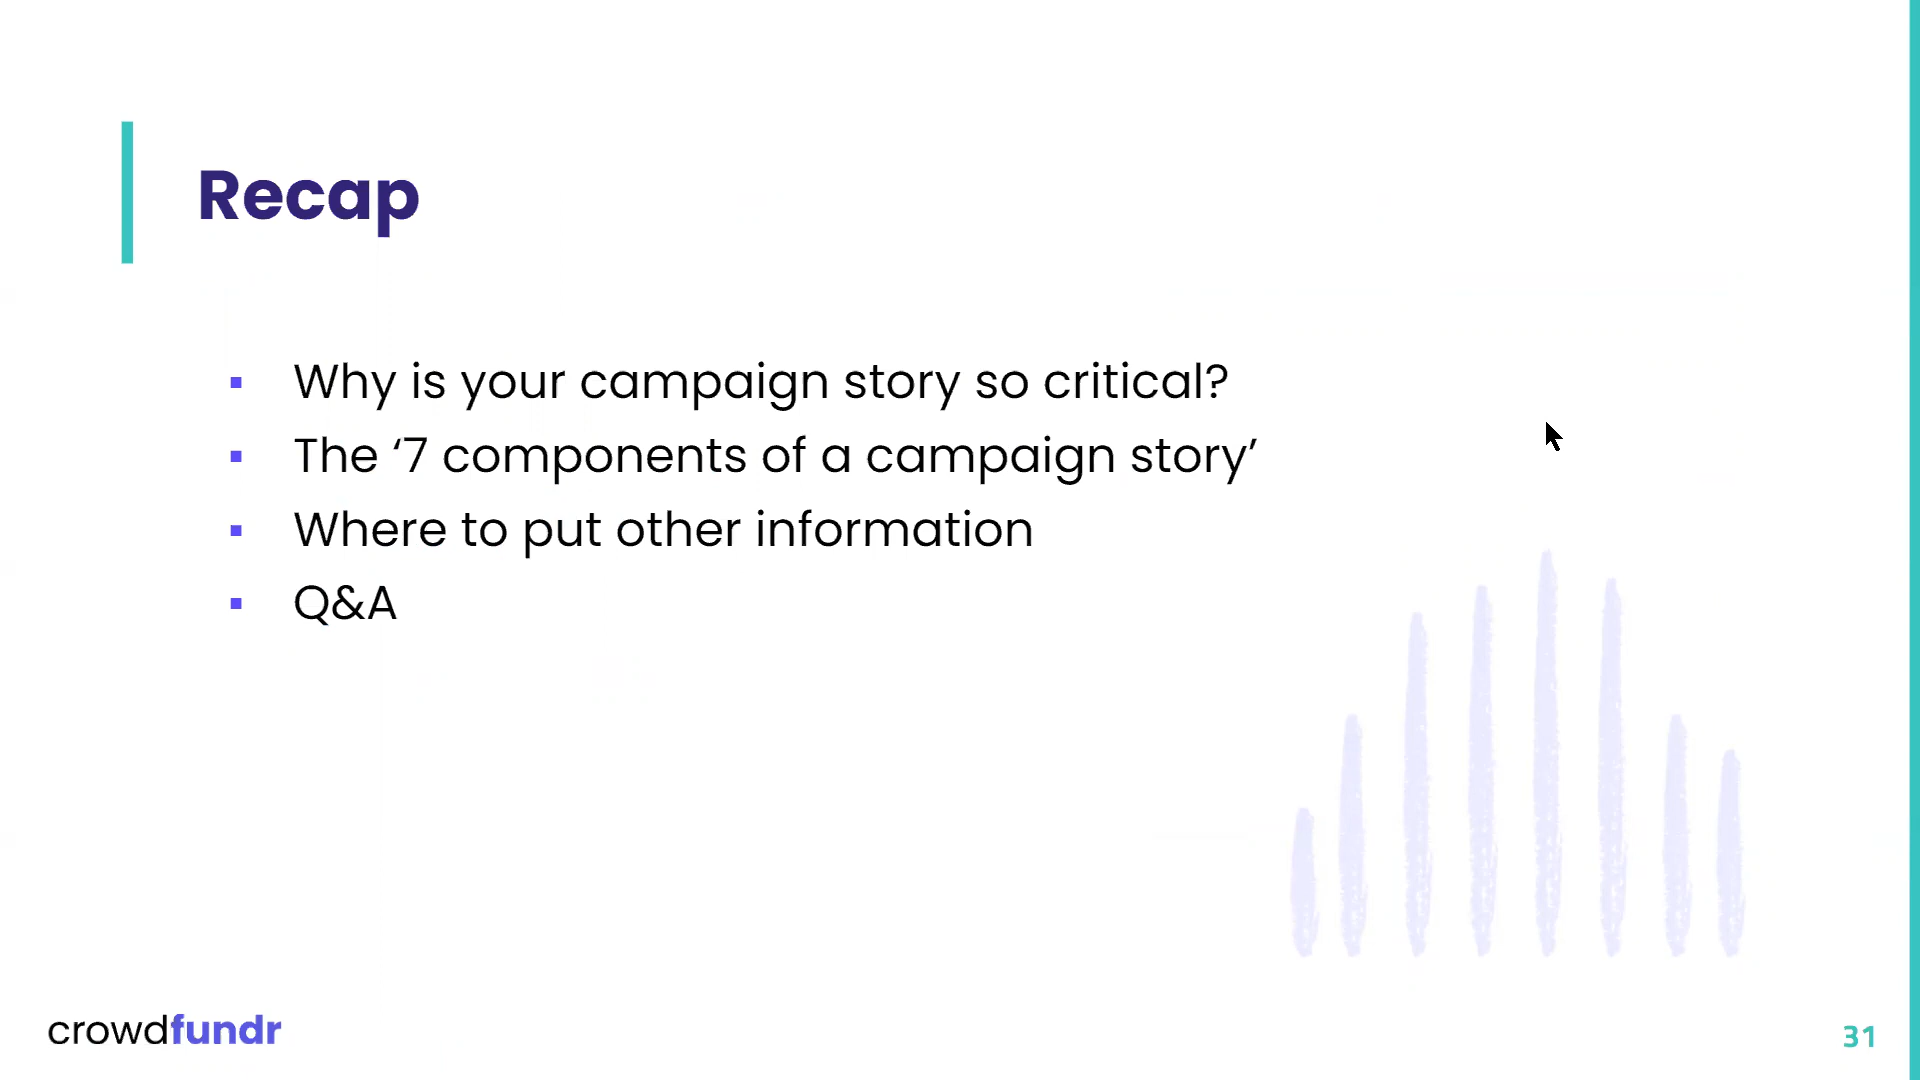 Recap
Why is your campaign story so critical?
The ‘7 components of a campaign story’
Where to put other information
Q&A
crowdfundr
31